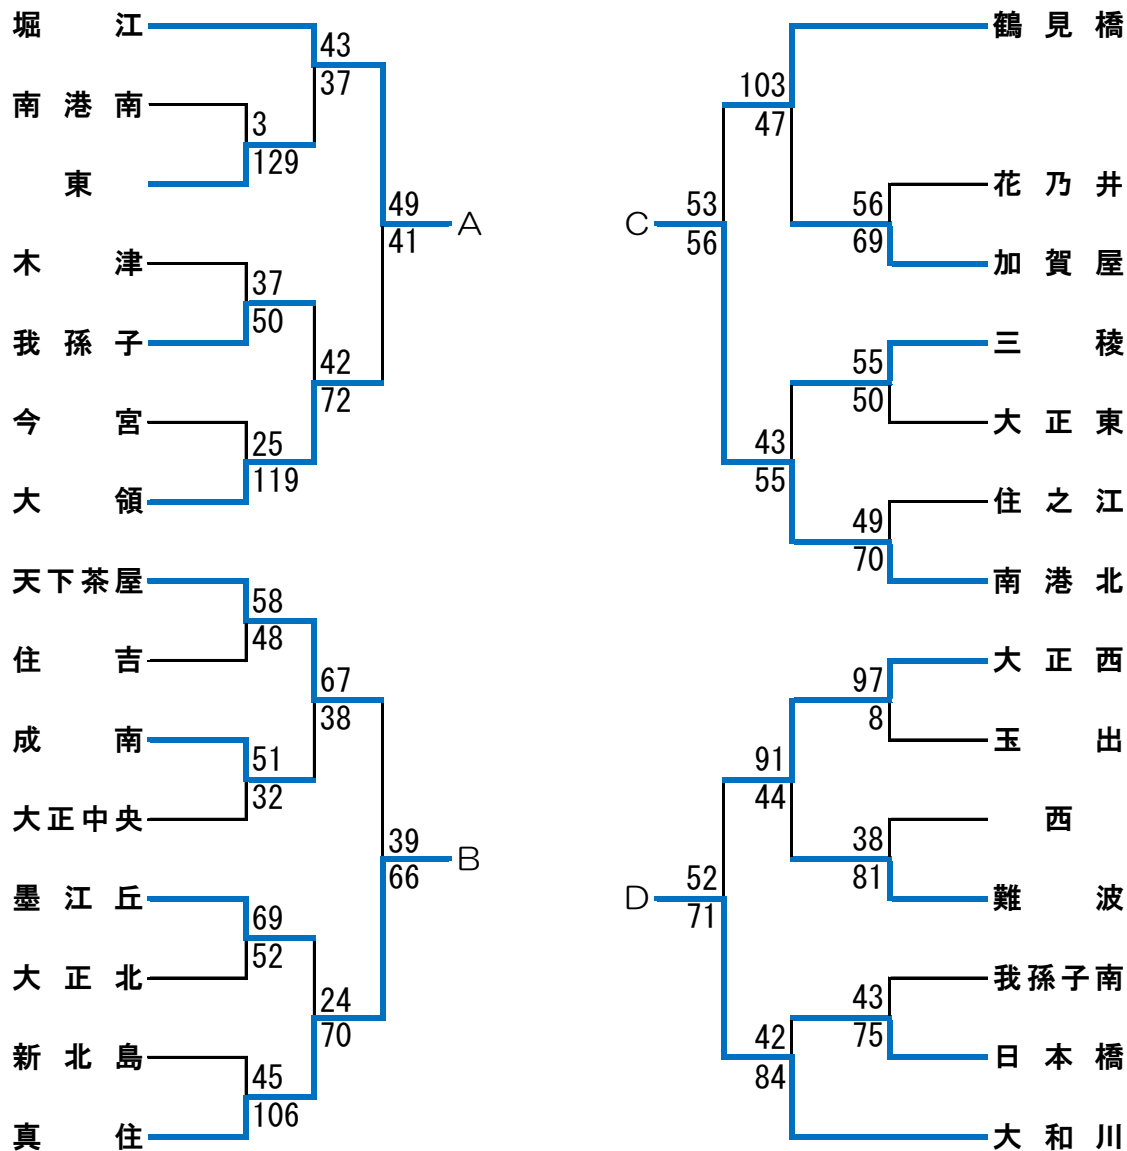 堀江
43
37
南港南
3
129
東
49
41
A
木津
37
50
我孫子
42
72
今宮
25
119
大領
天下茶屋
58
48
住吉
67
38
成南
51
32
大正中央
39
66
B
墨江丘
69
52
大正北
24
70
新北島
45
106
真住
鶴見橋
103
47
花乃井
56
69
加賀屋
C
53
56
三稜
55
50
大正東
43
55
住之江
49
70
南港北
大正西
97
8
玉出
91
44
西
38
81
難波
D
52
71
我孫子南
43
75
日本橋
42
84
大和川